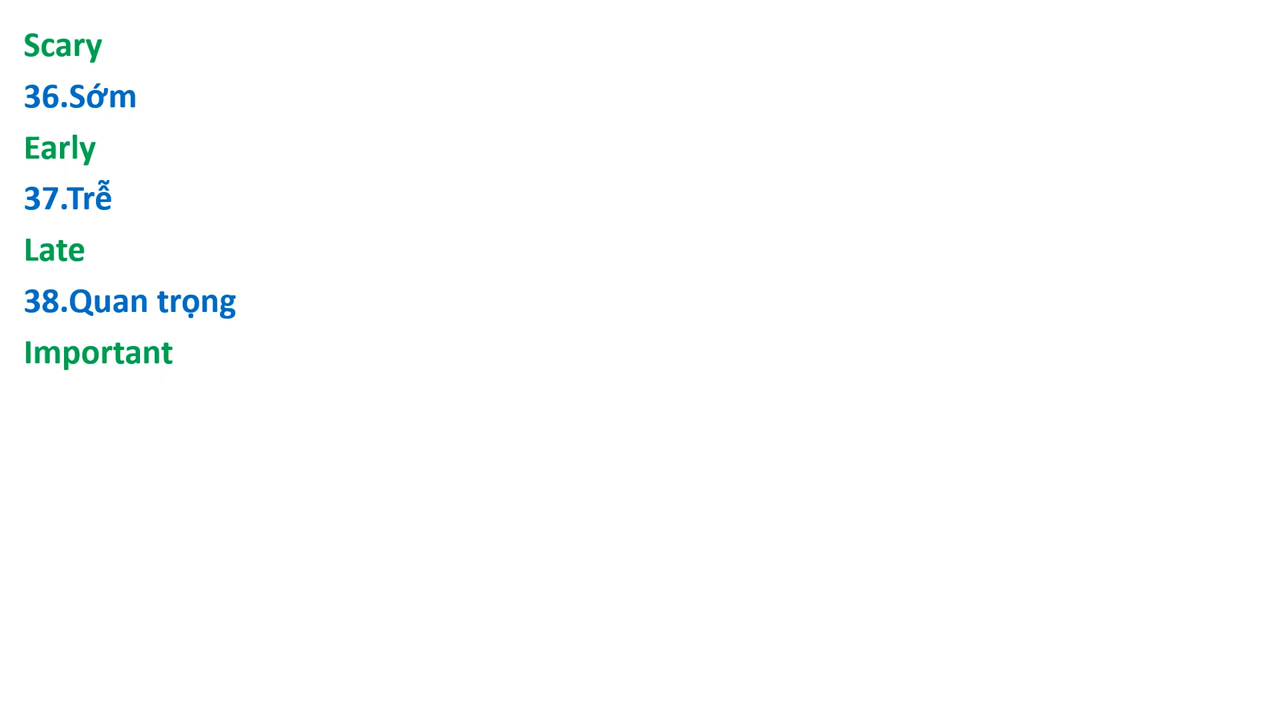 Scary
36.Sớm
Early
37.Trễ
Late
38.Quan trọng
Important